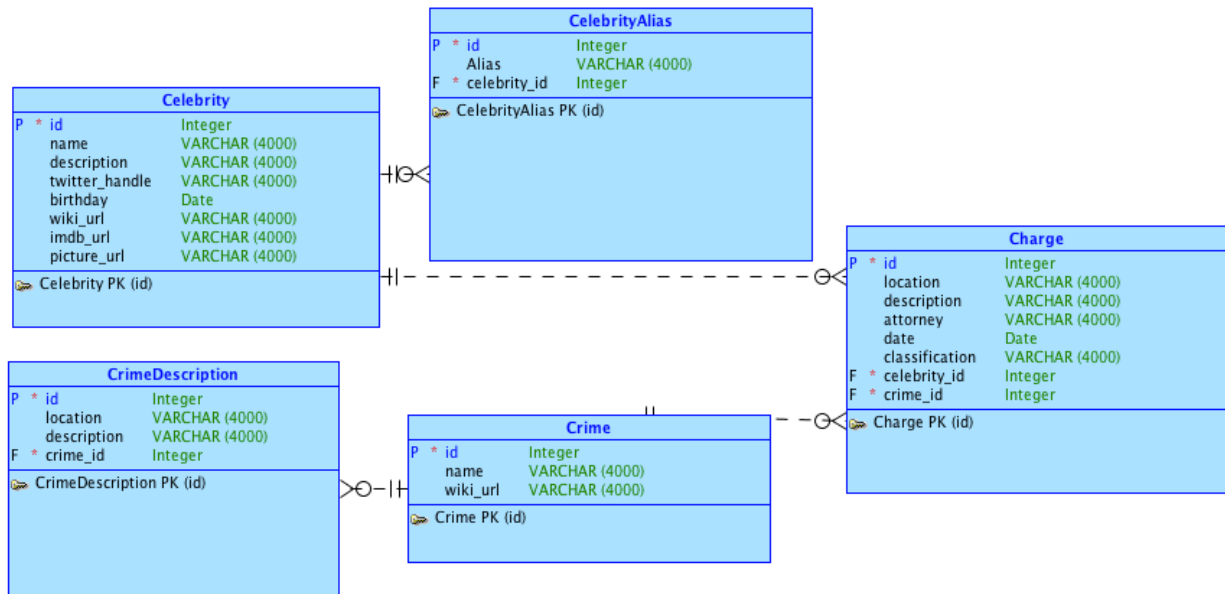 CelebrityAlias
P * id Integer
Alias VARCHAR (4000)
F * celebrity_id Integer
CelebrityAlias PK (id)
Celebrity
P * id Integer
name VARCHAR (4000)
description VARCHAR (4000)
twitter_handle VARCHAR (4000)
birthday Date
wiki_url VARCHAR (4000)
imdb_url VARCHAR (4000)
picture_url VARCHAR (4000)
Celebrity PK (id)
Charge
P * id Integer
location VARCHAR (4000)
description VARCHAR (4000)
attorney VARCHAR (4000)
date Date
classification VARCHAR (4000)
F * celebrity_id Integer
F * crime_id Integer
Charge PK (id)
CrimeDescription
P * id Integer
location VARCHAR (4000)
description VARCHAR (4000)
F * crime_id Integer
CrimeDescription PK (id)
Crime
P * id Integer
name VARCHAR (4000)
wiki_url VARCHAR (4000)
Crime PK (id)